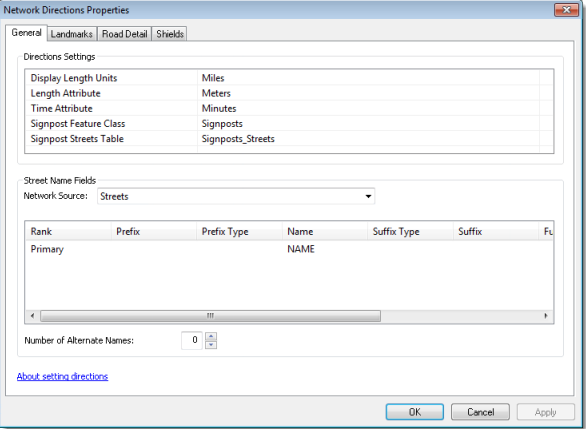 Network Directions Properties
General Landmarks Road Detail Shields
Directions Settings
Display Length Units Miles
Length Attribute Meters
Time Attribute Minutes
Signpost Feature Class Signposts
Signpost Streets Table Signposts_Streets
Street Name Fields
Network Source: Streets
Rank Prefix Prefix Type Name Suffix Type Suffix Fu
Primary NAME
Number of Alternate Names: 0
About setting directions
OK Cancel Apply